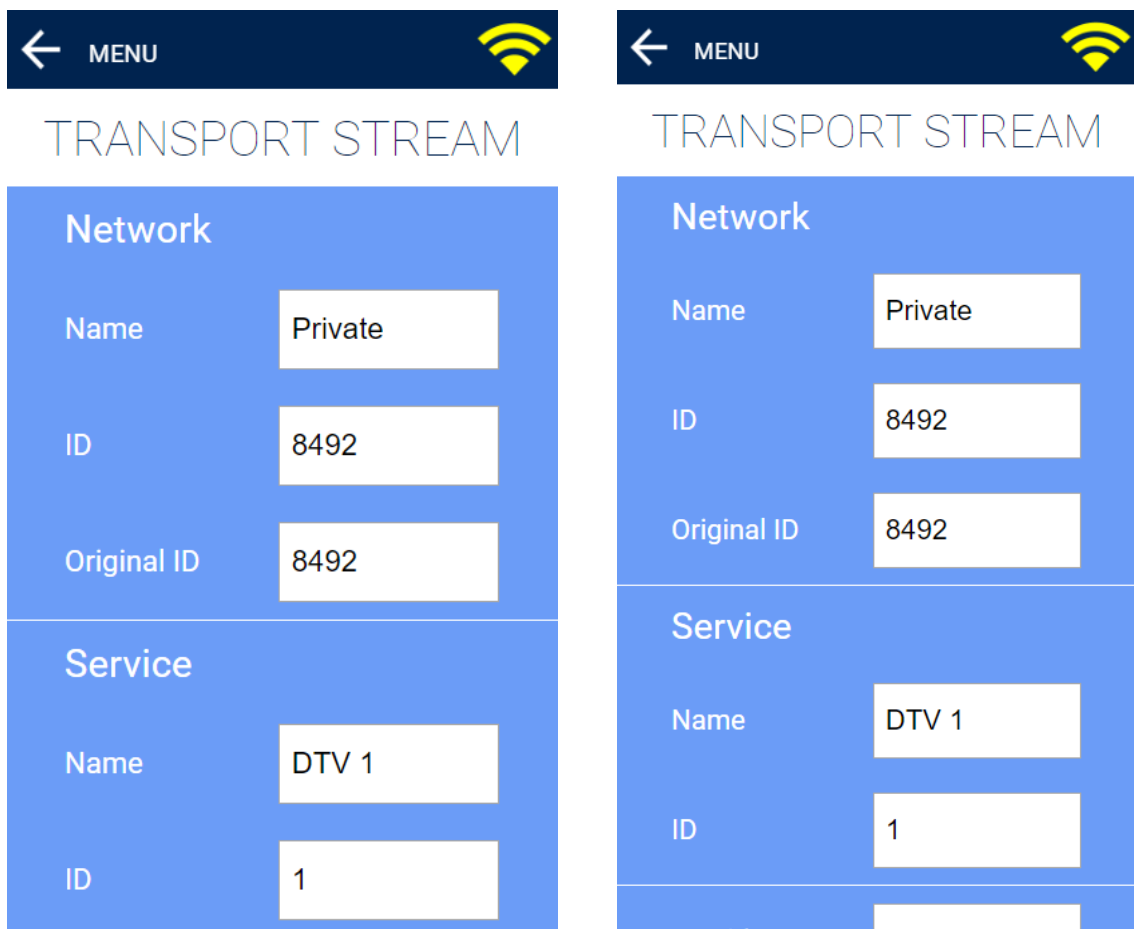 MENU
TRANSPORT STREAM
Network
Name Private
ID 8492
Original ID 8492
Service
Name DTV 1
ID 1
MENU
TRANSPORT STREAM
Network
Name Private
ID 8492
Original ID 8492
Service
Name DTV 1
ID 1